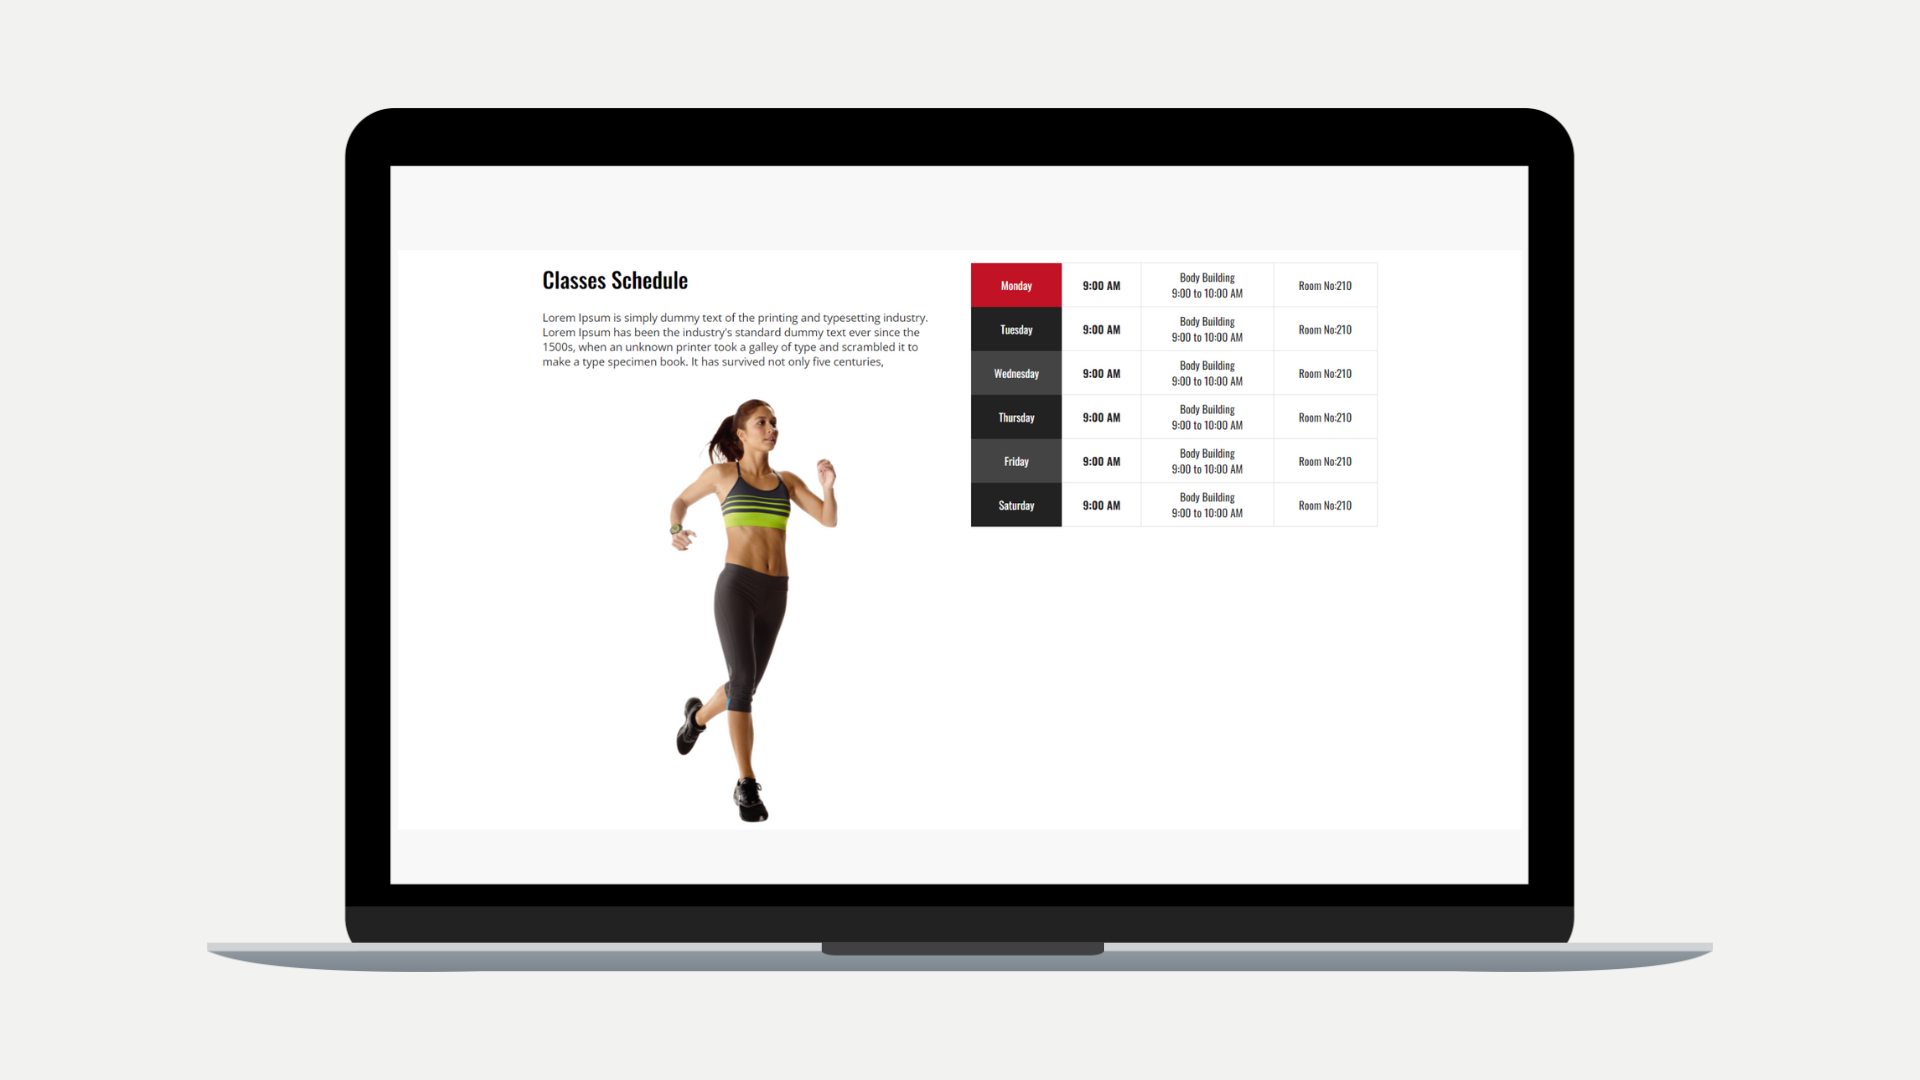 Classes Schedule
Lorem Ipsum is simply dummy text of the printing and typesetting industry.
Lorem Ipsum has been the industry's standard dummy text ever since the
1500s, when an unknown printer took a galley of type and scrambled it to
make a type specimen book. It has survived not only five centuries,
Monday 9:00 AM Body Building 9:00 to 10:00 AM Room No:210
Tuesday 9:00 AM Body Building 9:00 to 10:00 AM Room No:210
Wednesday 9:00 AM Body Building 9:00 to 10:00 AM Room No:210
Thursday 9:00 AM Body Building 9:00 to 10:00 AM Room No:210
Friday 9:00 AM Body Building 9:00 to 10:00 AM Room No:210
Saturday 9:00 AM Body Building 9:00 to 10:00 AM Room No:210